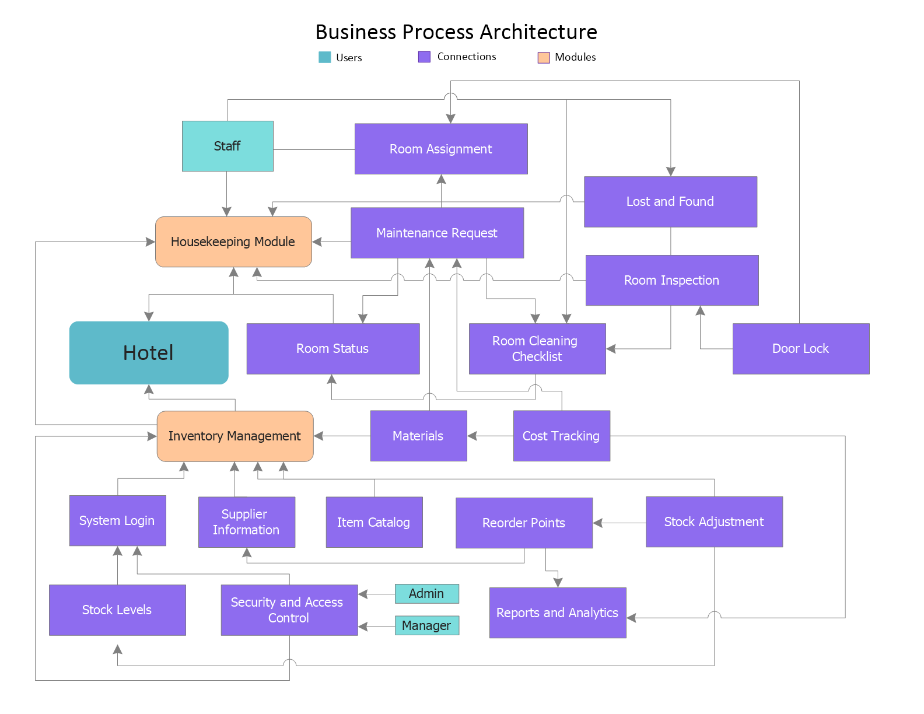 Business Process Architecture
Users
Connections
Modules
Staff
Room Assignment
Lost and Found
Maintenance Request
Housekeeping Module
Room Inspection
Hotel
Room Status
Room Cleaning
Checklist
Door Lock
Inventory Management
Materials
Cost Tracking
System Login
Supplier
Information
Item Catalog
Reorder Points
Stock Adjustment
Stock Levels
Security and Access
Control
Admin
Manager
Reports and Analytics